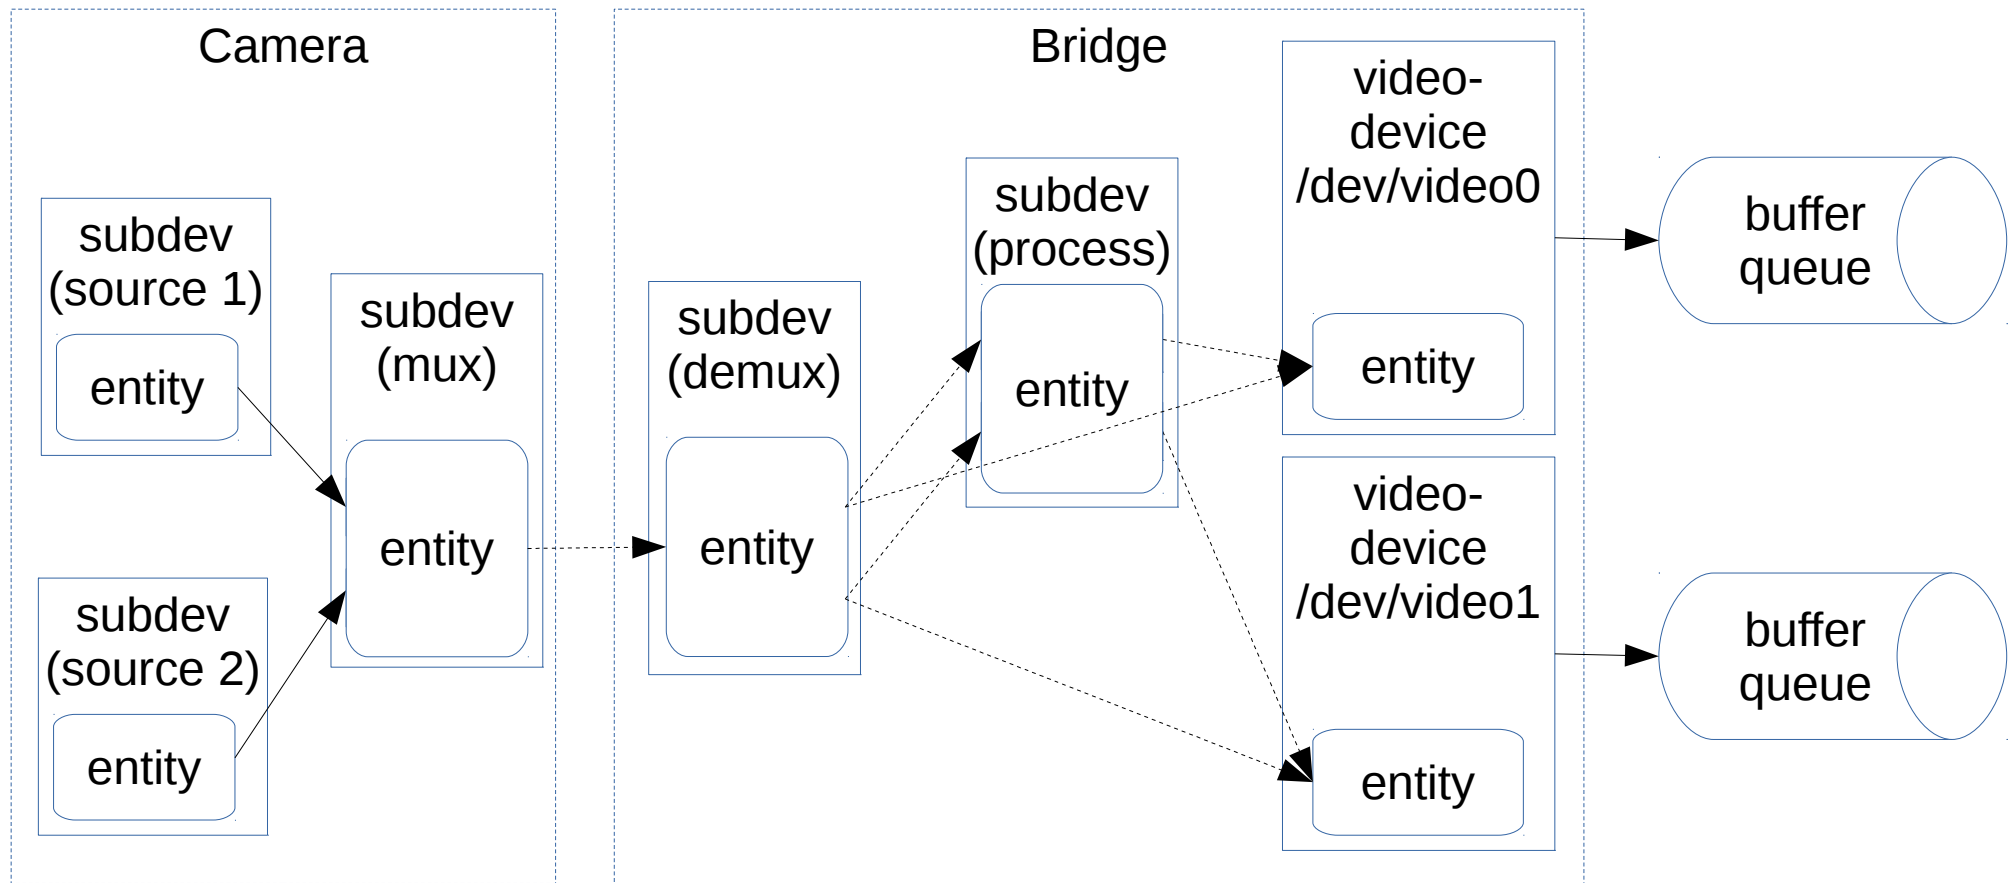 Camera
subdev
(source 1)
entity
subdev
(source 2)
entity
subdev
(mux)
entity
Bridge
subdev
(demux)
entity
subdev
(process)
entity
video-
device
/dev/video0
entity
video-
device
/dev/video1
entity
buffer
queue
buffer
queue